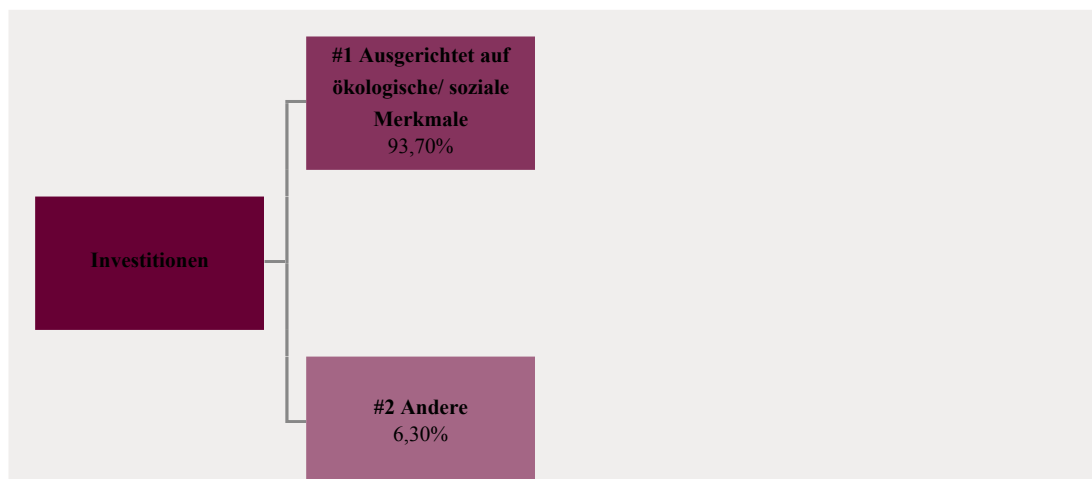 #1 Ausgerichtet auf
ökologische/ soziale
Merkmale
93,70%
Investitionen
#2 Andere
6,30%